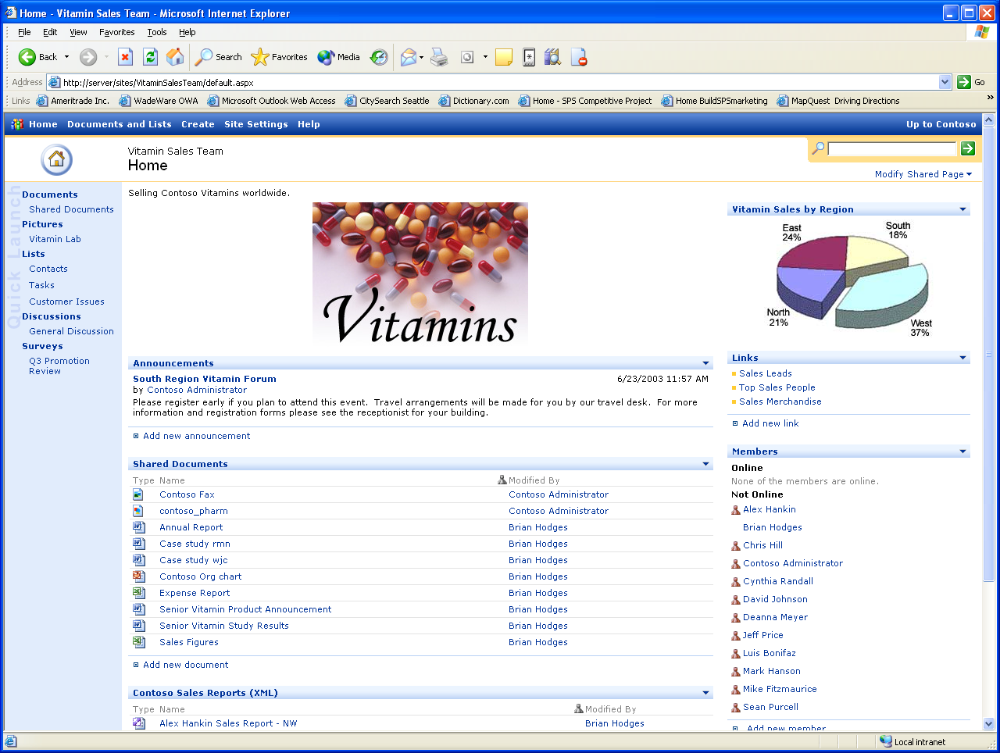 Home - Vitamin Sales Team - Microsoft Internet Explorer
File Edit View Favorites Tools Help
Back Search Favorites Media
Address http://server/sites/VitaminSalesTeam/default.aspx Go
Links Ameritrade Inc. WadeWare OWA Microsoft Outlook Web Access CitySearch Seattle Dictionary.com Home - SPS Competitive Project Home BuildSPSmarketing MapQuest Driving Directions »
Home Documents and Lists Create Site Settings Help Up to Contoso
Vitamin Sales Team
Home
Modify Shared Page
Quick Launch
Documents
Shared Documents
Pictures
Vitamin Lab
Lists
Contacts
Tasks
Customer Issues
Discussions
General Discussion
Surveys
Q3 Promotion
Review
Selling Contoso Vitamins worldwide.
Vitamins
Announcements
South Region Vitamin Forum 6/23/2003 11:57 AM
by Contoso Administrator
Please register early if you plan to attend this event. Travel arrangements will be made for you by our travel desk. For more
information and registration forms please see the receptionist for your building.
Add new announcement
Shared Documents
Type Name Modified By
Contoso Fax Contoso Administrator
contoso_pharm Contoso Administrator
Annual Report Brian Hodges
Case study rmn Brian Hodges
Case study wjc Brian Hodges
Contoso Org chart Brian Hodges
Expense Report Brian Hodges
Senior Vitamin Product Announcement Brian Hodges
Senior Vitamin Study Results Brian Hodges
Sales Figures Brian Hodges
Add new document
Contoso Sales Reports (XML)
Type Name Modified By
Alex Hankin Sales Report - NW Brian Hodges
Vitamin Sales by Region
East
24%
South
18%
North
21%
West
37%
Links
Sales Leads
Top Sales People
Sales Merchandise
Add new link
Members
Online
None of the members are online.
Not Online
Alex Hankin
Brian Hodges
Chris Hill
Contoso Administrator
Cynthia Randall
David Johnson
Deanna Meyer
Jeff Price
Luis Bonifaz
Mark Hanson
Mike Fitzmaurice
Sean Purcell
Add new member
Local intranet